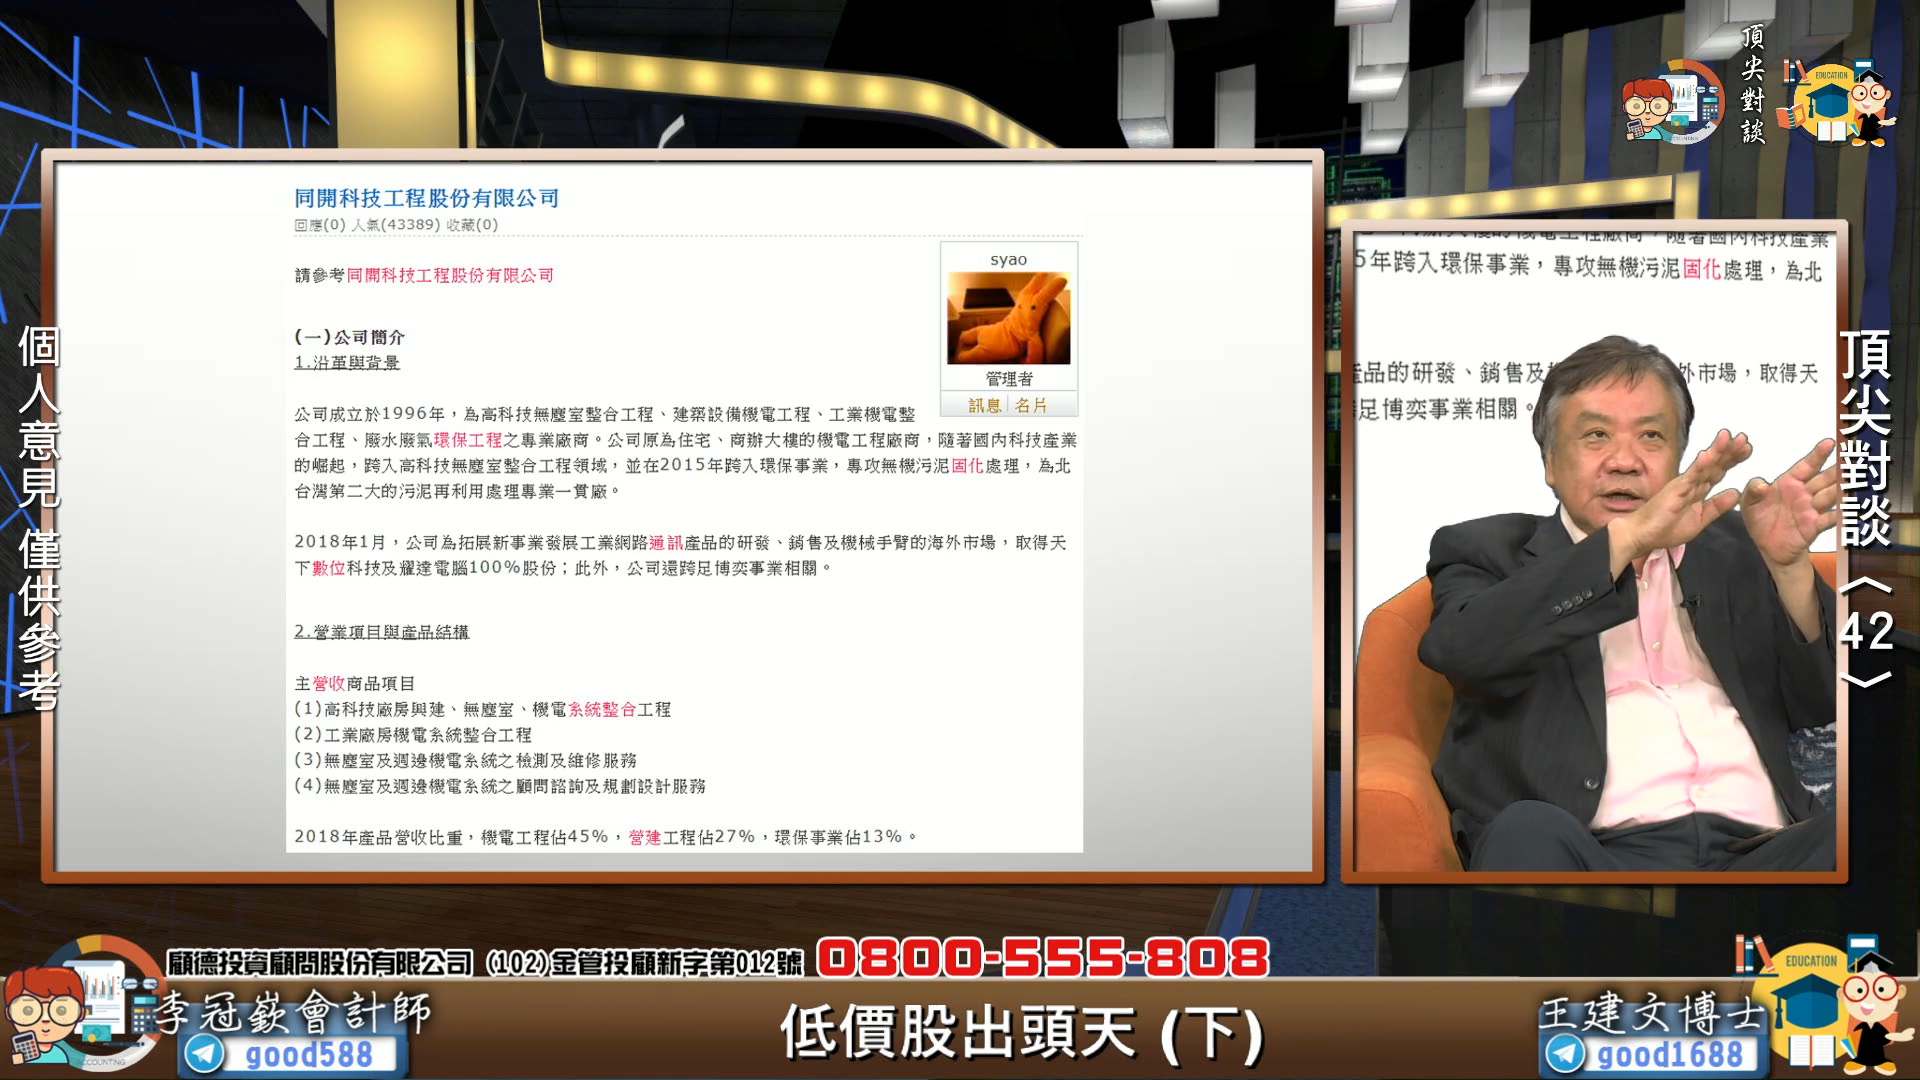 頂尖對談
EDUCATION
同開科技工程股份有限公司
回應(0) 人氣(43389) 收藏(0)
請參考同開科技工程股份有限公司
syao
管理者
訊息 名片
(一)公司簡介
1.沿革與背景
公司成立於1996年，為高科技無塵室整合工程、建築設備機電工程、工業機電整
合工程、廢水廢氣環保工程之專業廠商。公司原為住宅、商辦大樓的機電工程廠商，隨著國內科技產業
的崛起，跨入高科技無塵室整合工程領域，並在2015年跨入環保事業，專攻無機污泥固化處理，為北
台灣第二大的污泥再利用處理專業一貫廠。
2018年1月，公司為拓展新事業發展工業網路通訊產品的研發、銷售及機械手臂的海外市場，取得天
下數位科技及耀達電腦100%股份；此外，公司還跨足博奕事業相關。
2.營業項目與產品結構
主營收商品項目
(1)高科技廠房興建、無塵室、機電系統整合工程
(2)工業廠房機電系統整合工程
(3)無塵室及週邊機電系統之檢測及維修服務
(4)無塵室及週邊機電系統之顧問諮詢及規劃設計服務
2018年產品營收比重，機電工程佔45%，營建工程佔27%，環保事業佔13%。
隨著國內科技產業
5年跨入環保事業，專攻無機污泥固化處理，為北
產品的研發、銷售及
外市場，取得天
足博奕事業相關。
個人意見 僅供參考
頂尖對談〈42〉
顧德投資顧問股份有限公司 (102)金管投顧新字第012號 0800-555-808
李冠嶔會計師
good588
低價股出頭天 (下)
王建文博士
good1688
EDUCATION
ACCOUNTING